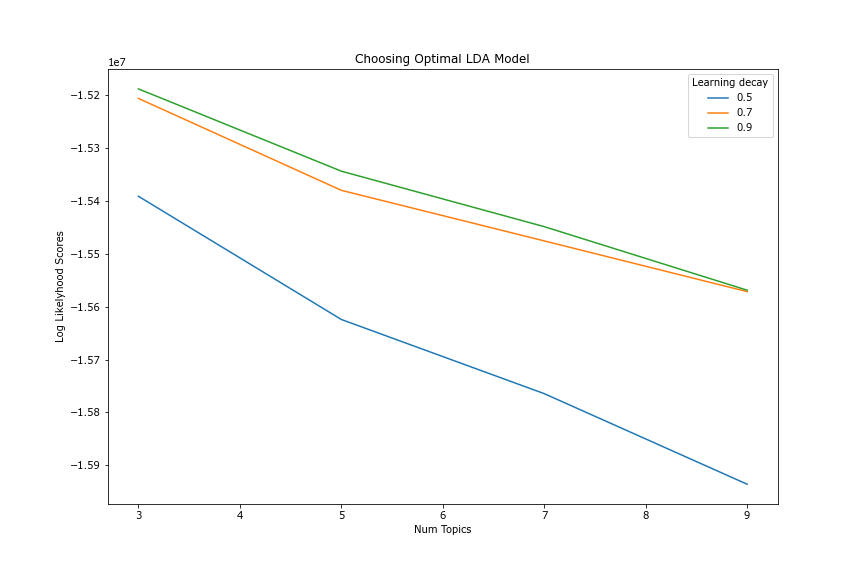 Choosing Optimal LDA Model
1e7
Learning decay
0.5
0.7
0.9
−1.52
−1.53
−1.54
−1.55
−1.56
−1.57
−1.58
−1.59
Log Likelyhood Scores
3 4 5 6 7 8 9
Num Topics